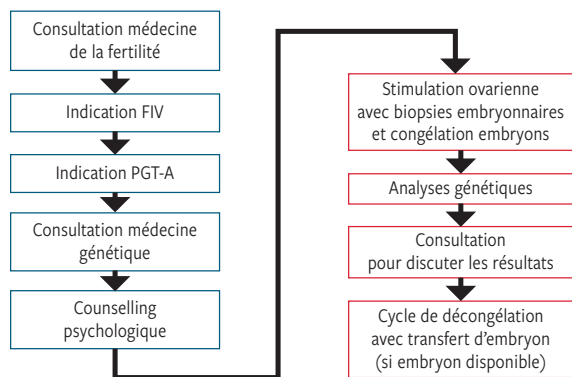 Consultation médecine
de la fertilité
Indication FIV
Indication PGT-A
Consultation médecine
génétique
Counselling
psychologique
Stimulation ovarienne
avec biopsies embryonnaires
et congélation embryons
Analyses génétiques
Consultation
pour discuter les résultats
Cycle de décongélation
avec transfert d’embryon
(si embryon disponible)